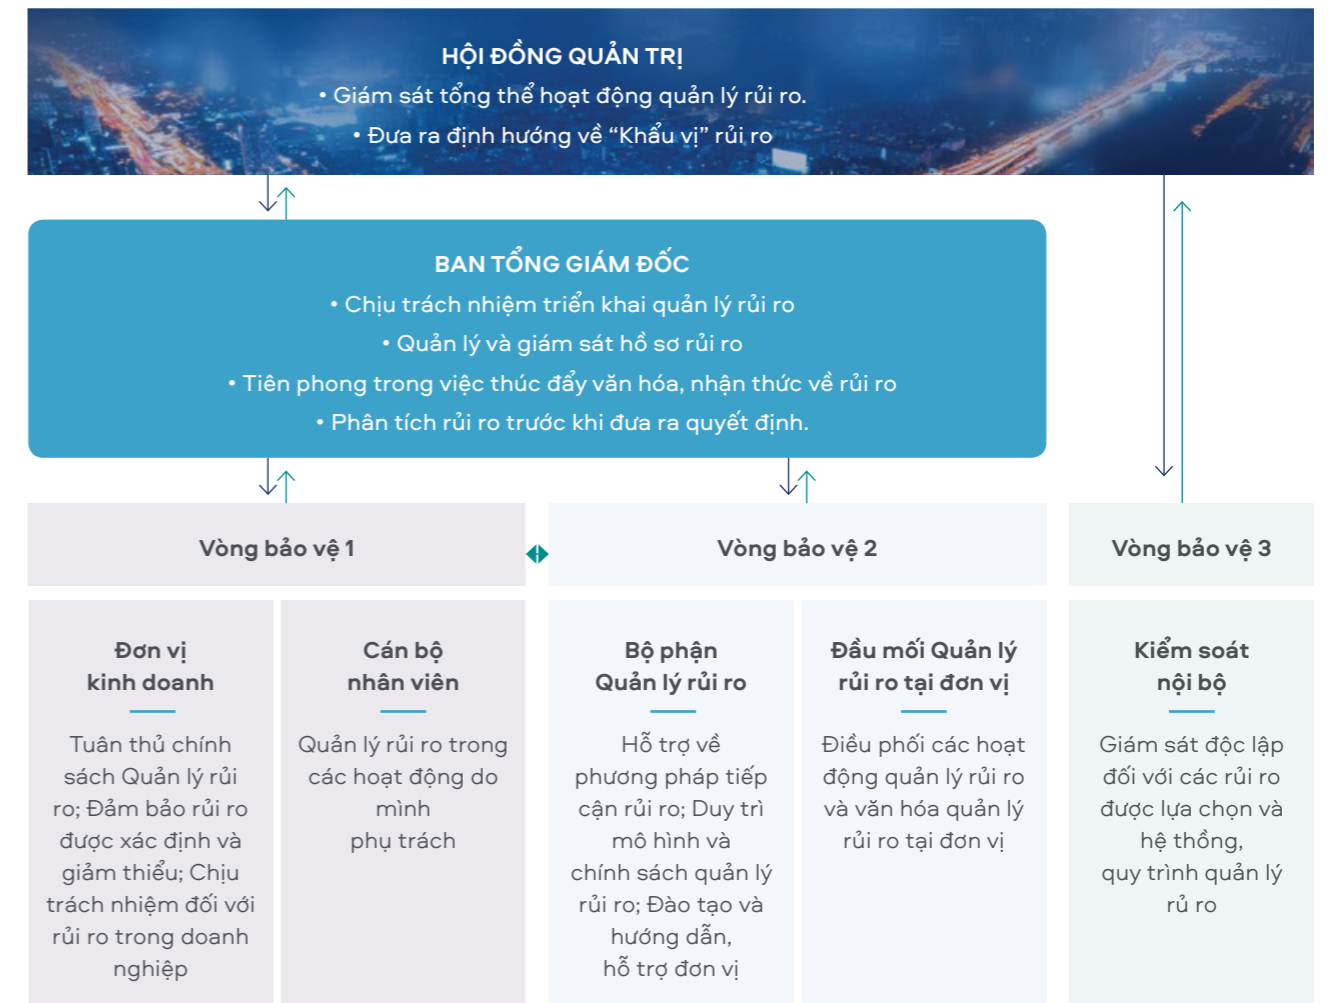 HỘI ĐỒNG QUẢN TRỊ
• Giám sát tổng thể hoạt động quản lý rủi ro.
• Đưa ra định hướng về “Khẩu vị” rủi ro
BAN TỔNG GIÁM ĐỐC
• Chịu trách nhiệm triển khai quản lý rủi ro
• Quản lý và giám sát hồ sơ rủi ro
• Tiên phong trong việc thúc đẩy văn hóa, nhận thức về rủi ro
• Phân tích rủi ro trước khi đưa ra quyết định.
Vòng bảo vệ 1
Đơn vị
kinh doanh
Tuân thủ chính
sách Quản lý rủi
ro; Đảm bảo rủi ro
được xác định và
giảm thiểu; Chịu
trách nhiệm đối với
rủi ro trong doanh
nghiệp
Cán bộ
nhân viên
Quản lý rủi ro trong
các hoạt động do
mình
phụ trách
Vòng bảo vệ 2
Bộ phận
Quản lý rủi ro
Hỗ trợ về
phương pháp tiếp
cận rủi ro; Duy trì
mô hình và
chính sách quản lý
rủi ro; Đào tạo và
hướng dẫn,
hỗ trợ đơn vị
Đầu mối Quản lý
rủi ro tại đơn vị
Điều phối các hoạt
động quản lý rủi ro
và văn hóa quản lý
rủi ro tại đơn vị
Vòng bảo vệ 3
Kiểm soát
nội bộ
Giám sát độc lập
đối với các rủi ro
được lựa chọn và
hệ thồng,
quy trình quản lý
rủ ro